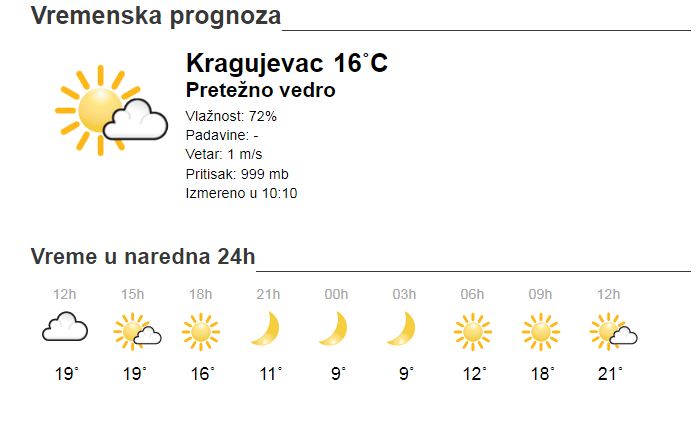 Vremenska prognoza
Kragujevac 16°C
Pretežno vedro
Vlažnost: 72%
Padavine: -
Vetar: 1 m/s
Pritisak: 999 mb
Izmereno u 10:10
Vreme u naredna 24h
12h 15h 18h 21h 00h 03h 06h 09h 12h
19° 19° 16° 11° 9° 9° 12° 18° 21°